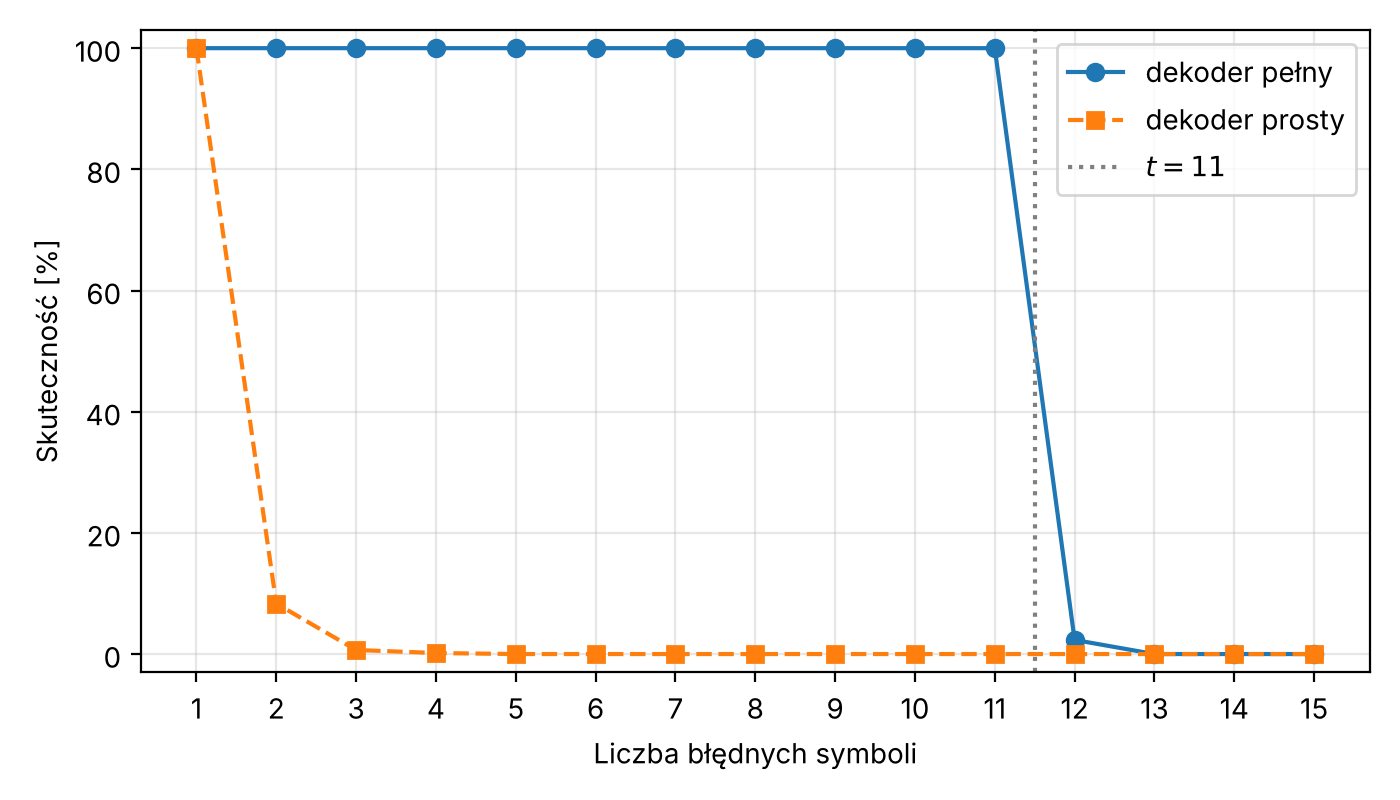 100
80
60
40
20
0
Skuteczność [%]
dekoder pełny
dekoder prosty
t = 11
1 2 3 4 5 6 7 8 9 10 11 12 13 14 15
Liczba błędnych symboli